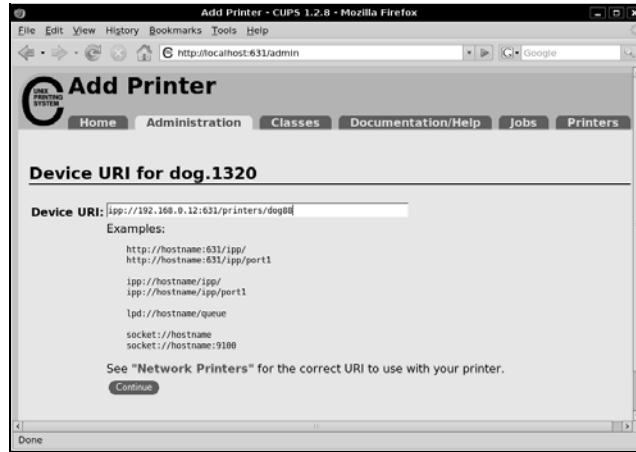 Add Printer - CUPS 1.2.8 - Mozilla Firefox
File Edit View History Bookmarks Tools Help
http://localhost:631/admin
Google
UNIX PRINTING SYSTEM
Add Printer
Home Administration Classes Documentation/Help Jobs Printers
Device URI for dog.1320
Device URI: ipp://192.168.0.12:631/printers/dog88
Examples:
http://hostname:631/ipp/
http://hostname:631/ipp/port1
ipp://hostname/ipp/
ipp://hostname/ipp/port1
lpd://hostname/queue
socket://hostname
socket://hostname:9100
See "Network Printers" for the correct URI to use with your printer.
Continue
Done